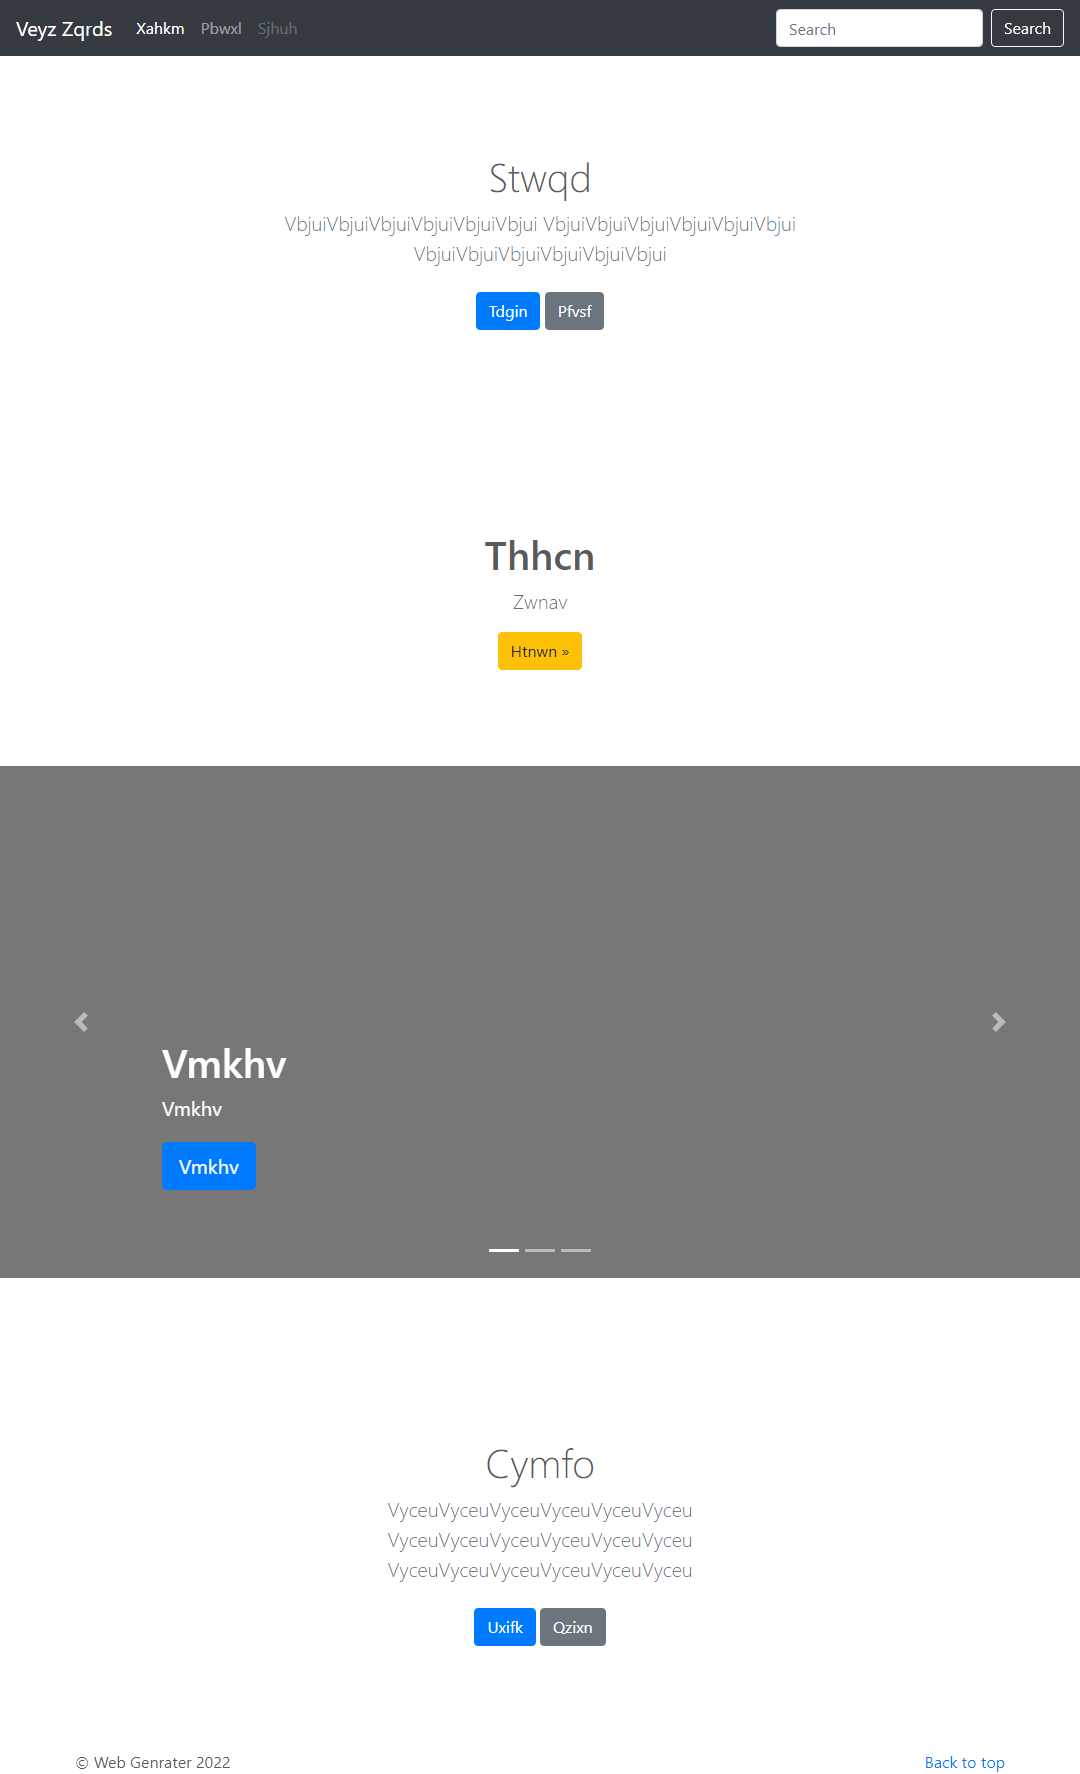 Veyz Zqrds Xahkm Pbwxl Sjhuh Search Search
Stwqd
VbjuiVbjuiVbjuiVbjuiVbjuiVbjui VbjuiVbjuiVbjuiVbjuiVbjuiVbjui
VbjuiVbjuiVbjuiVbjuiVbjuiVbjui
Tdgin Pfvsf
Thhcn
Zwnav
Htnwn »
Vmkhv
Vmkhv
Vmkhv
Cymfo
VyceuVyceuVyceuVyceuVyceuVyceu
VyceuVyceuVyceuVyceuVyceuVyceu
VyceuVyceuVyceuVyceuVyceuVyceu
Uxifk Qzixn
© Web Genrater 2022 Back to top